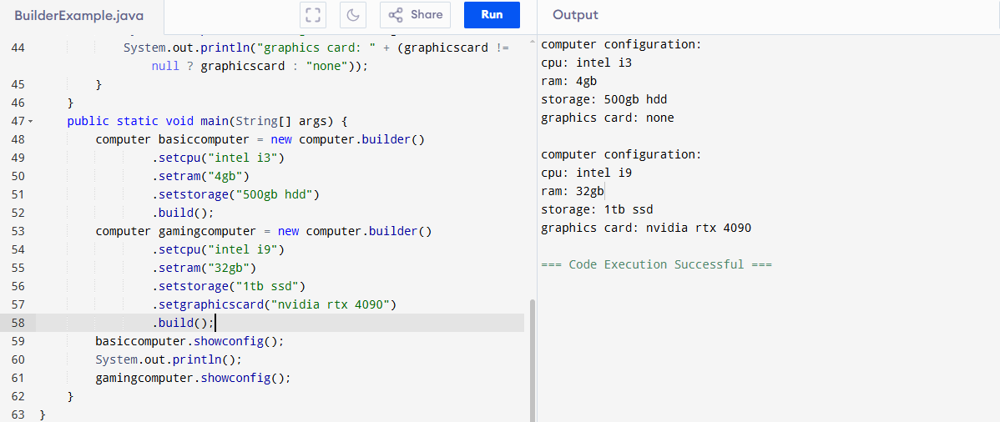 BuilderExample.java
Share
Run
Output
44 System.out.println("graphics card: " + (graphicscard !=
null ? graphicscard : "none"));
45 }
46 }
47 public static void main(String[] args) {
48 computer basiccomputer = new computer.builder()
49 .setcpu("intel i3")
50 .setram("4gb")
51 .setstorage("500gb hdd")
52 .build();
53 computer gamingcomputer = new computer.builder()
54 .setcpu("intel i9")
55 .setram("32gb")
56 .setstorage("1tb ssd")
57 .setgraphicscard("nvidia rtx 4090")
58 .build();
59 basiccomputer.showconfig();
60 System.out.println();
61 gamingcomputer.showconfig();
62 }
63 }
computer configuration:
cpu: intel i3
ram: 4gb
storage: 500gb hdd
graphics card: none
computer configuration:
cpu: intel i9
ram: 32gb
storage: 1tb ssd
graphics card: nvidia rtx 4090
=== Code Execution Successful ===